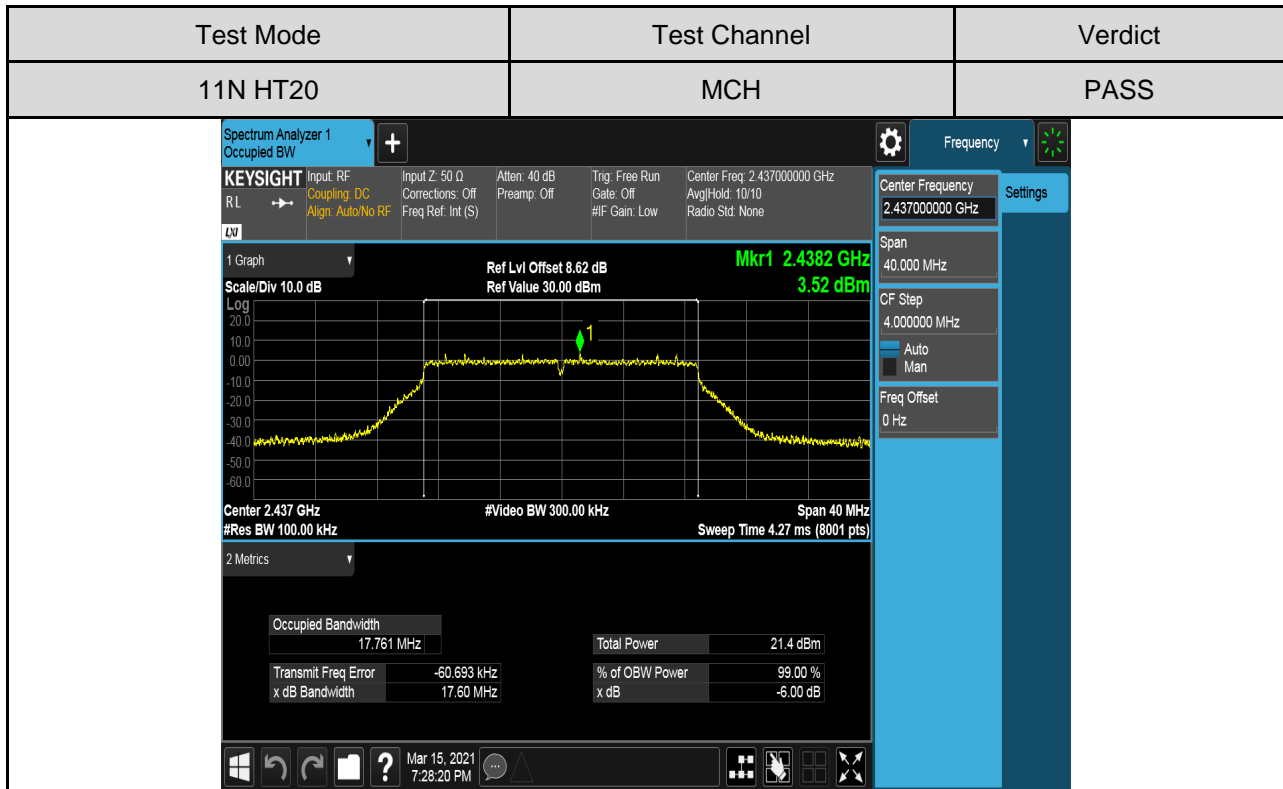 Test Mode Test Channel Verdict
11N HT20 MCH PASS
Spectrum Analyzer 1
Occupied BW
+
Frequency
KEYSIGHT
RL
LXI
Input: RF
Coupling: DC
Align: Auto/No RF
Input Z: 50 Ω
Corrections: Off
Freq Ref: Int (S)
Atten: 40 dB
Preamp: Off
Trig: Free Run
Gate: Off
#IF Gain: Low
Center Freq: 2.437000000 GHz
Avg|Hold: 10/10
Radio Std: None
Center Frequency
2.437000000 GHz
Settings
Span
40.000 MHz
CF Step
4.000000 MHz
Auto
Man
Freq Offset
0 Hz
1 Graph
Scale/Div 10.0 dB
Ref Lvl Offset 8.62 dB
Ref Value 30.00 dBm
Mkr1 2.4382 GHz
3.52 dBm
Log
20.0
10.0
0.00
-10.0
-20.0
-30.0
-40.0
-50.0
-60.0
1
Center 2.437 GHz
#Video BW 300.00 kHz
Span 40 MHz
#Res BW 100.00 kHz
Sweep Time 4.27 ms (8001 pts)
2 Metrics
Occupied Bandwidth
17.761 MHz
Total Power 21.4 dBm
Transmit Freq Error -60.693 kHz
% of OBW Power 99.00 %
x dB Bandwidth 17.60 MHz
x dB -6.00 dB
?
Mar 15, 2021
7:28:20 PM